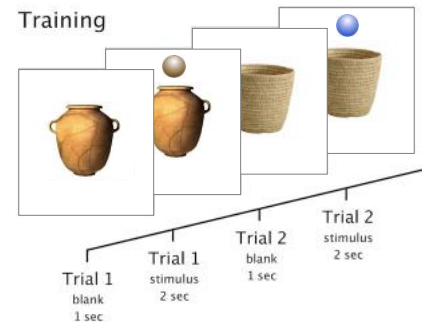 Training
Trial 1
blank
1 sec
Trial 1
stimulus
2 sec
Trial 2
blank
1 sec
Trial 2
stimulus
2 sec